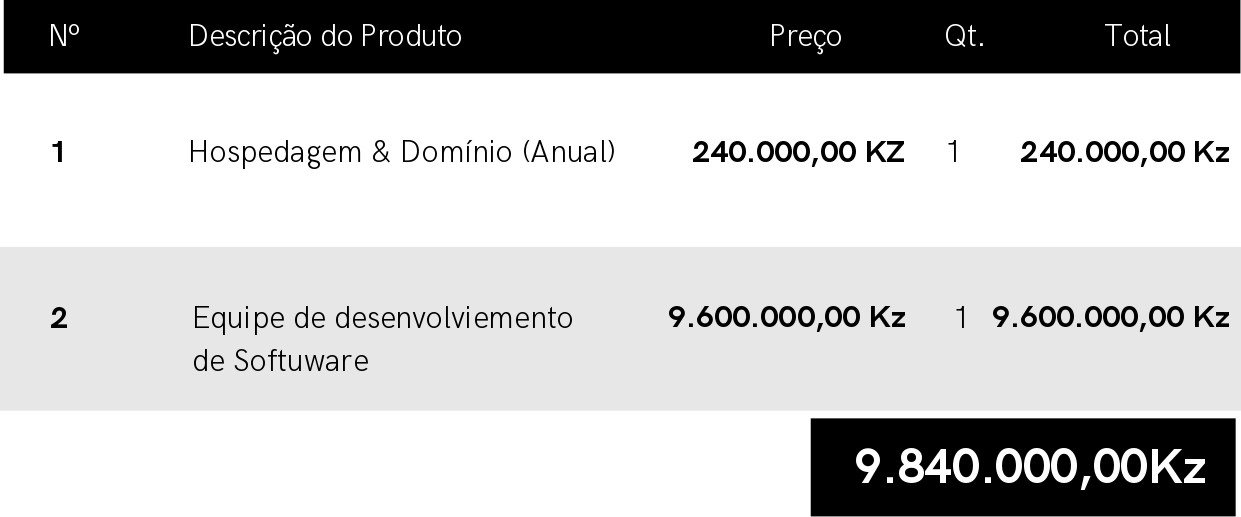 Nº Descrição do Produto Preço Qt. Total
1 Hospedagem & Domínio (Anual) 240.000,00 KZ 1 240.000,00 Kz
2 Equipe de desenvolviemento 9.600.000,00 Kz 1 9.600.000,00 Kz
de Softuware
9.840.000,00Kz